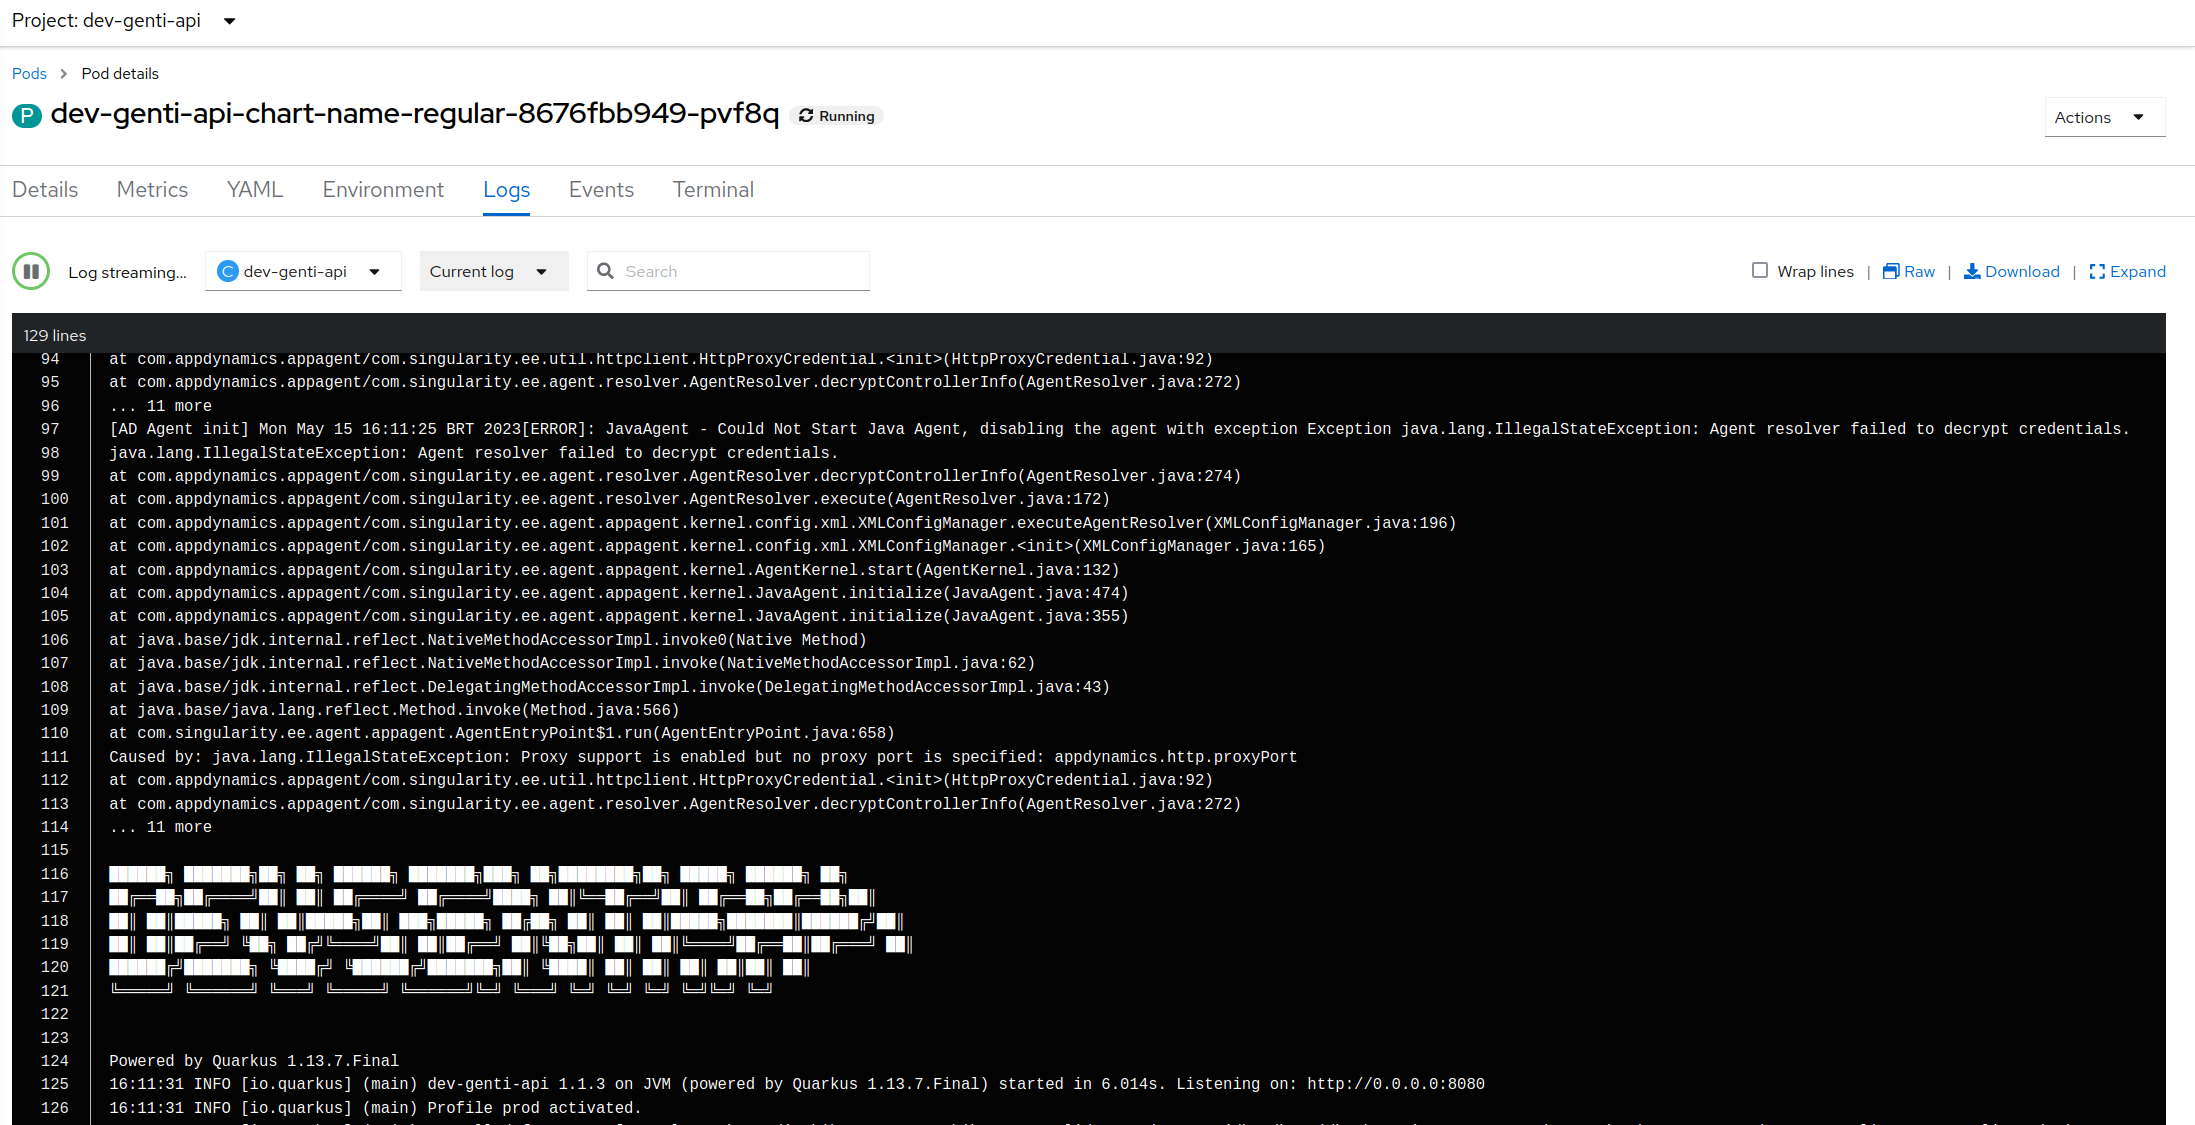 Project: dev-genti-api
Pods > Pod details
P dev-genti-api-chart-name-regular-8676fbb949-pvf8q Running
Actions
Details Metrics YAML Environment Logs Events Terminal
Log streaming... C dev-genti-api Current log Search Wrap lines | Raw | Download | Expand
129 lines
94 at com.appdynamics.appagent/com.singularity.ee.util.httpclient.HttpProxyCredential.<init>(HttpProxyCredential.java:92)
95 at com.appdynamics.appagent/com.singularity.ee.agent.resolver.AgentResolver.decryptControllerInfo(AgentResolver.java:272)
96 ... 11 more
97 [AD Agent init] Mon May 15 16:11:25 BRT 2023[ERROR]: JavaAgent - Could Not Start Java Agent, disabling the agent with exception Exception java.lang.IllegalStateException: Agent resolver failed to decrypt credentials.
98 java.lang.IllegalStateException: Agent resolver failed to decrypt credentials.
99 at com.appdynamics.appagent/com.singularity.ee.agent.resolver.AgentResolver.decryptControllerInfo(AgentResolver.java:274)
100 at com.appdynamics.appagent/com.singularity.ee.agent.resolver.AgentResolver.execute(AgentResolver.java:172)
101 at com.appdynamics.appagent/com.singularity.ee.agent.appagent.kernel.config.xml.XMLConfigManager.executeAgentResolver(XMLConfigManager.java:196)
102 at com.appdynamics.appagent/com.singularity.ee.agent.appagent.kernel.config.xml.XMLConfigManager.<init>(XMLConfigManager.java:165)
103 at com.appdynamics.appagent/com.singularity.ee.agent.appagent.kernel.AgentKernel.start(AgentKernel.java:132)
104 at com.appdynamics.appagent/com.singularity.ee.agent.appagent.kernel.JavaAgent.initialize(JavaAgent.java:474)
105 at com.appdynamics.appagent/com.singularity.ee.agent.appagent.kernel.JavaAgent.initialize(JavaAgent.java:355)
106 at java.base/jdk.internal.reflect.NativeMethodAccessorImpl.invoke0(Native Method)
107 at java.base/jdk.internal.reflect.NativeMethodAccessorImpl.invoke(NativeMethodAccessorImpl.java:62)
108 at java.base/jdk.internal.reflect.DelegatingMethodAccessorImpl.invoke(DelegatingMethodAccessorImpl.java:43)
109 at java.base/java.lang.reflect.Method.invoke(Method.java:566)
110 at com.singularity.ee.agent.appagent.AgentEntryPoint$1.run(AgentEntryPoint.java:658)
111 Caused by: java.lang.IllegalStateException: Proxy support is enabled but no proxy port is specified: appdynamics.http.proxyPort
112 at com.appdynamics.appagent/com.singularity.ee.util.httpclient.HttpProxyCredential.<init>(HttpProxyCredential.java:92)
113 at com.appdynamics.appagent/com.singularity.ee.agent.resolver.AgentResolver.decryptControllerInfo(AgentResolver.java:272)
114 ... 11 more
115
116
117
118
119
120
121
122
123
124 Powered by Quarkus 1.13.7.Final
125 16:11:31 INFO [io.quarkus] (main) dev-genti-api 1.1.3 on JVM (powered by Quarkus 1.13.7.Final) started in 6.014s. Listening on: http://0.0.0.0:8080
126 16:11:31 INFO [io.quarkus] (main) Profile prod activated.